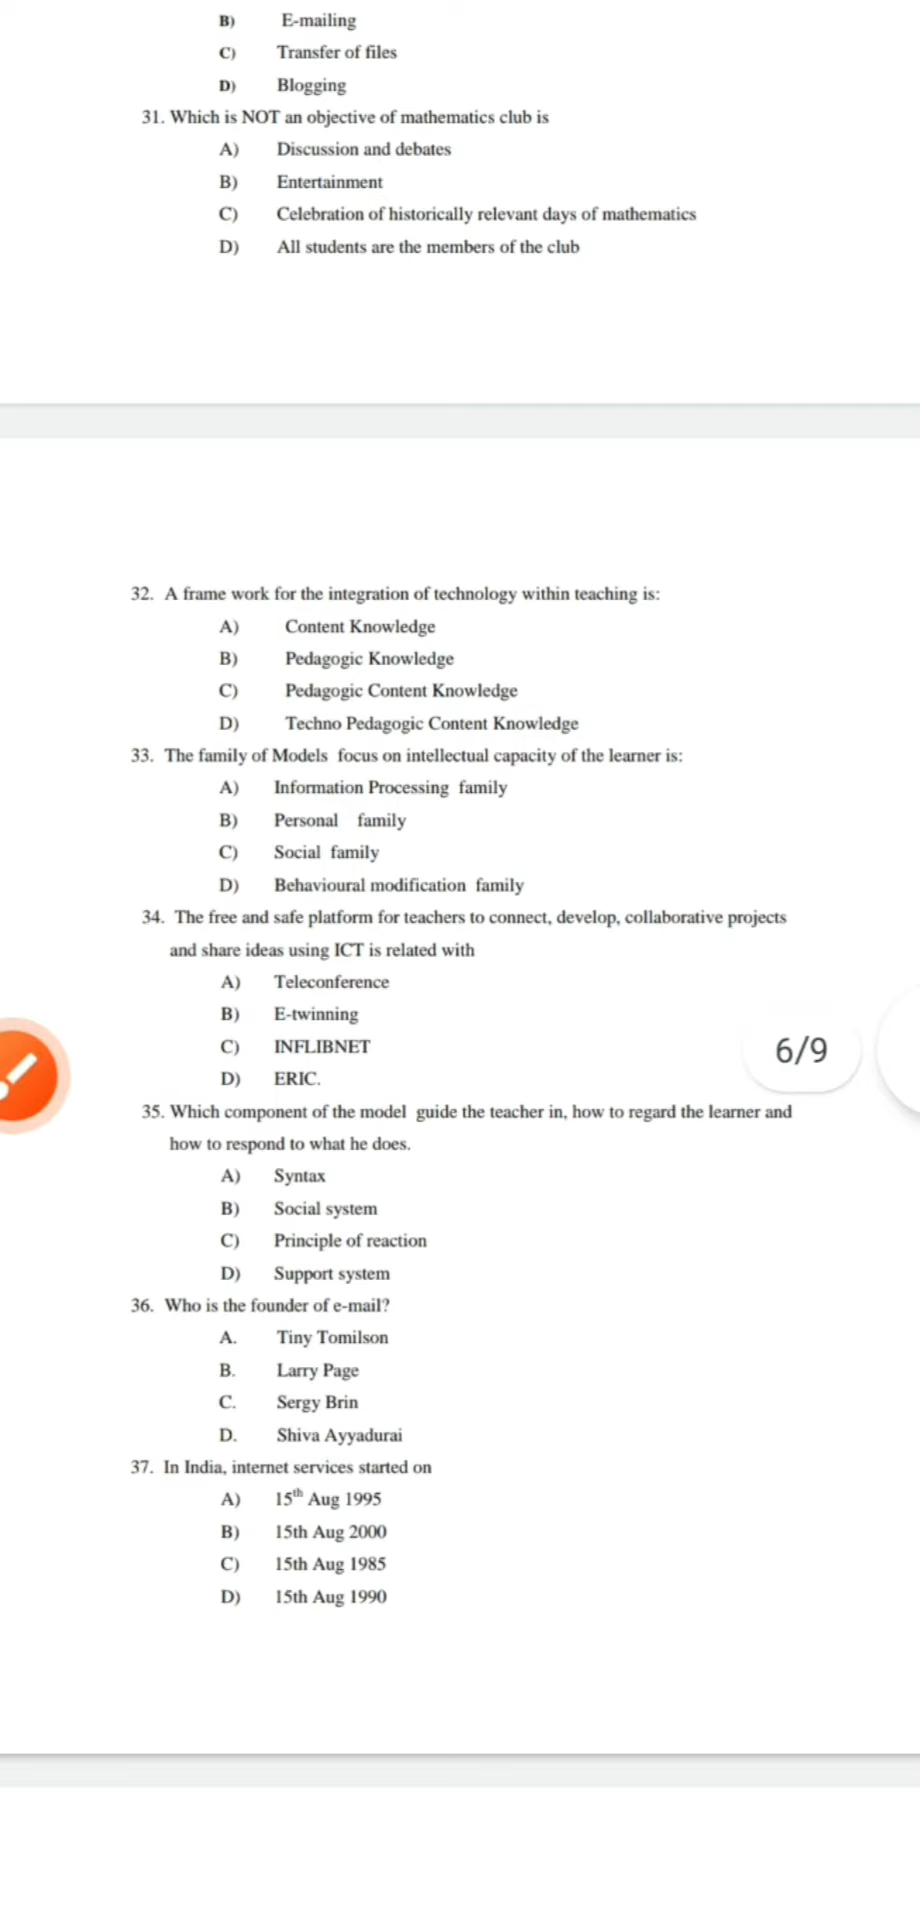 B) E-mailing
C) Transfer of files
D) Blogging
31. Which is NOT an objective of mathematics club is
A) Discussion and debates
B) Entertainment
C) Celebration of historically relevant days of mathematics
D) All students are the members of the club
32. A frame work for the integration of technology within teaching is:
A) Content Knowledge
B) Pedagogic Knowledge
C) Pedagogic Content Knowledge
D) Techno Pedagogic Content Knowledge
33. The family of Models focus on intellectual capacity of the learner is:
A) Information Processing family
B) Personal family
C) Social family
D) Behavioural modification family
34. The free and safe platform for teachers to connect, develop, collaborative projects
and share ideas using ICT is related with
A) Teleconference
B) E-twinning
C) INFLIBNET
6/9
D) ERIC.
35. Which component of the model guide the teacher in, how to regard the learner and
how to respond to what he does.
A) Syntax
B) Social system
C) Principle of reaction
D) Support system
36. Who is the founder of e-mail?
A. Tiny Tomilson
B. Larry Page
C. Sergy Brin
D. Shiva Ayyadurai
37. In India, internet services started on
A) 15th Aug 1995
B) 15th Aug 2000
C) 15th Aug 1985
D) 15th Aug 1990